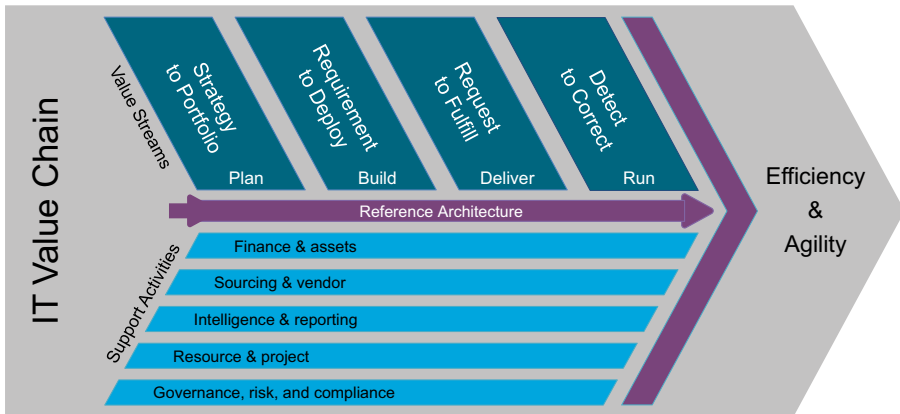 IT Value Chain
Value Streams
Strategy
to Portfolio
Plan
Requirement
to Deploy
Build
Request
to Fulfill
Deliver
Detect
to Correct
Run
Reference Architecture
Efficiency
&
Agility
Support Activities
Finance & assets
Sourcing & vendor
Intelligence & reporting
Resource & project
Governance, risk, and compliance